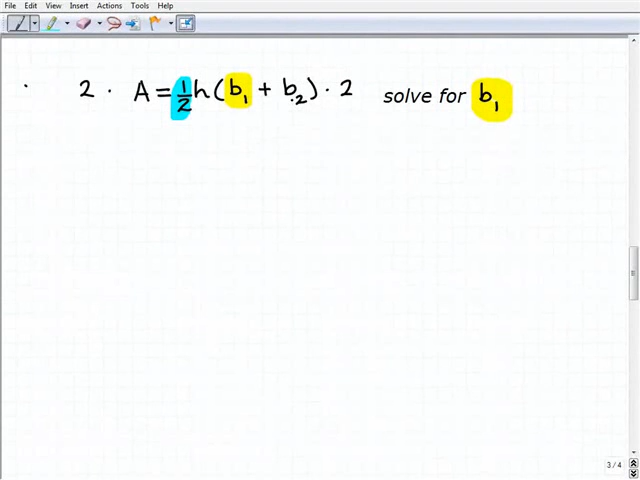 File Edit View Insert Actions Tools Help
2 · A = 1/2 h(b₁ + b₂) · 2 solve for b₁
3 / 4